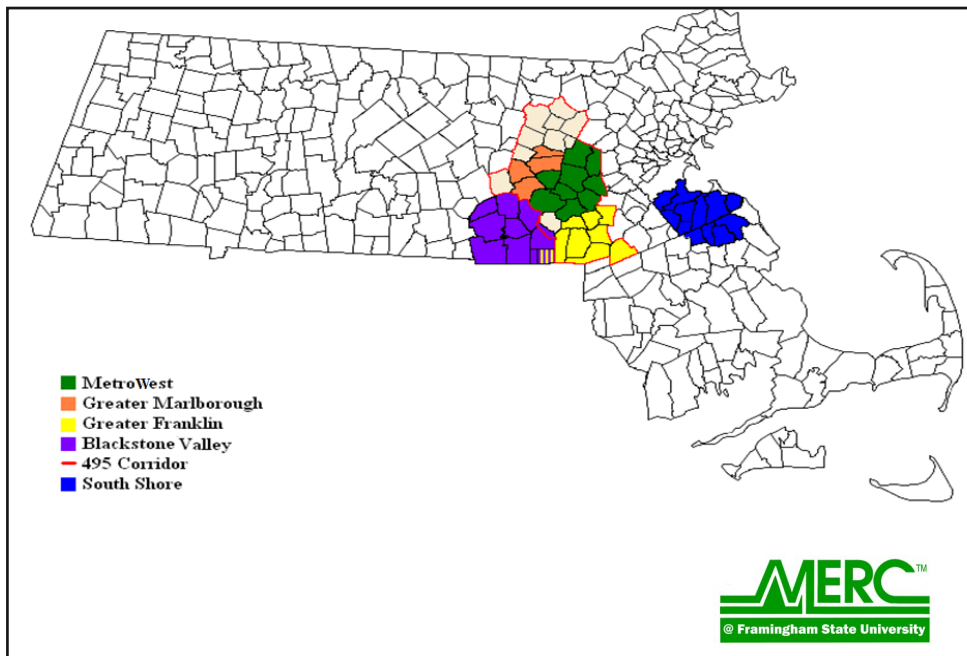 MetroWest
Greater Marlborough
Greater Franklin
Blackstone Valley
495 Corridor
South Shore
MERC™
@ Framingham State University